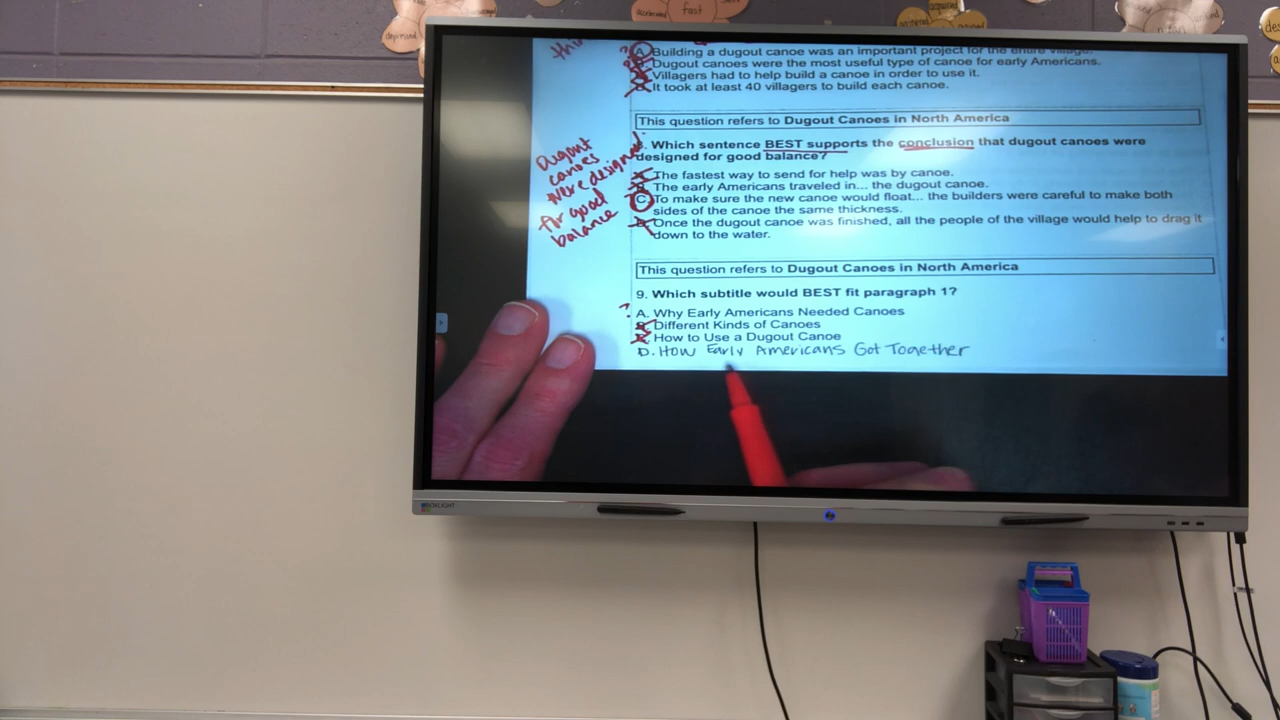 depressed
accelerated
fast
acquired
thin
A. Building a dugout canoe was an important project for the entire village.
Dugout canoes were the most useful type of canoe for early Americans.
Villagers had to help build a canoe in order to use it.
It took at least 40 villagers to build each canoe.
This question refers to Dugout Canoes in North America
Which sentence BEST supports the conclusion that dugout canoes were
designed for good balance?
Dugout
canoes
were designed
for good
balance
The fastest way to send for help was by canoe.
The early Americans traveled in... the dugout canoe.
C. To make sure the new canoe would float... the builders were careful to make both
sides of the canoe the same thickness.
Once the dugout canoe was finished, all the people of the village would help to drag it
down to the water.
This question refers to Dugout Canoes in North America
9. Which subtitle would BEST fit paragraph 1?
? A. Why Early Americans Needed Canoes
Different Kinds of Canoes
How to Use a Dugout Canoe
D. How Early Americans Got Together
BOXLIGHT